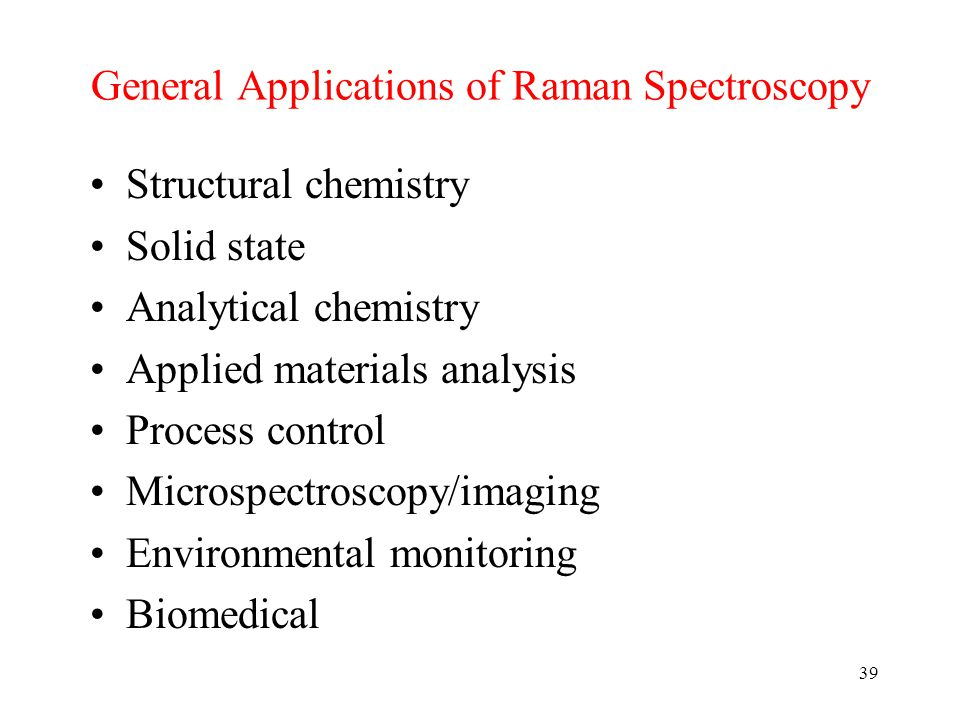 General Applications of Raman Spectroscopy
• Structural chemistry
• Solid state
• Analytical chemistry
• Applied materials analysis
• Process control
• Microspectroscopy/imaging
• Environmental monitoring
• Biomedical
39